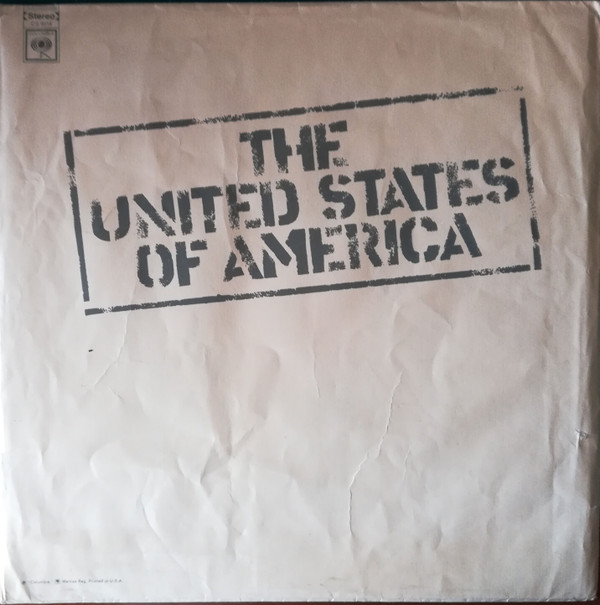 Stereo
THE
UNITED STATES
OF AMERICA